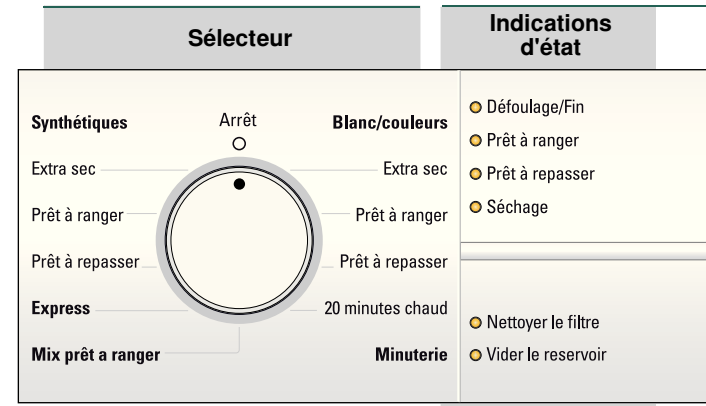 Sélecteur
Indications
d'état
Arrêt
Synthétiques
Extra sec
Prêt à ranger
Prêt à repasser
Express
Mix prêt a ranger
Blanc/couleurs
Extra sec
Prêt à ranger
Prêt à repasser
20 minutes chaud
Minuterie
Défoulage/Fin
Prêt à ranger
Prêt à repasser
Séchage
Nettoyer le filtre
Vider le reservoir